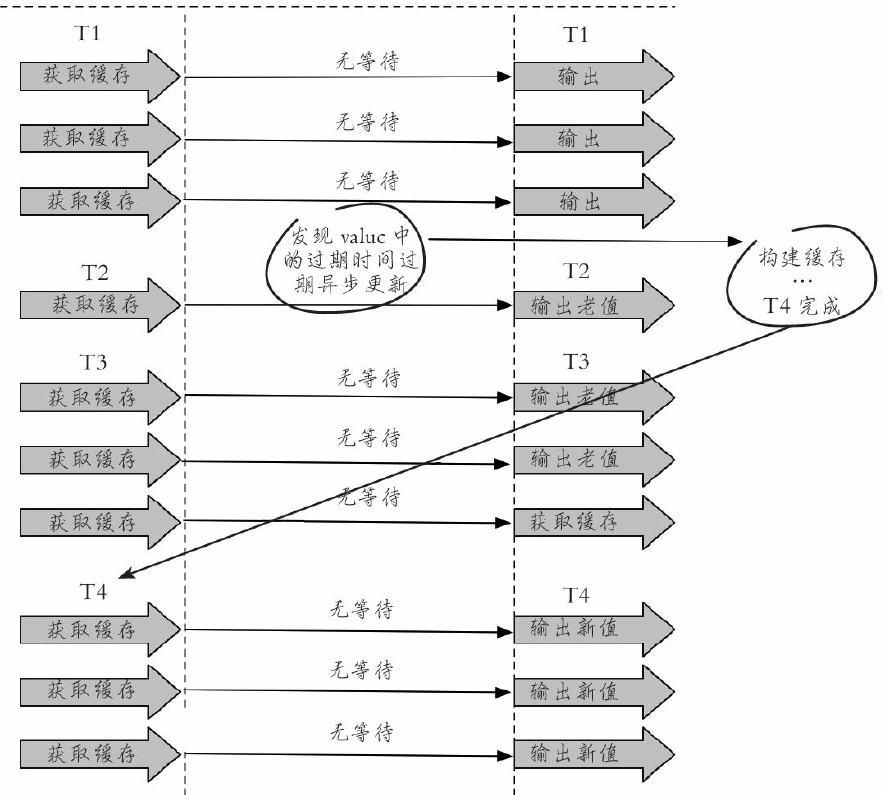 T1
T1
获取缓存
无等待
输出
获取缓存
无等待
输出
获取缓存
无等待
输出
发现 value 中
的过期时间过
期异步更新
构建缓存
...
T4 完成
T2
T2
获取缓存
输出老值
T3
T3
获取缓存
无等待
输出老值
获取缓存
无等待
输出老值
获取缓存
无等待
获取缓存
T4
T4
获取缓存
无等待
输出新值
获取缓存
无等待
输出新值
获取缓存
无等待
输出新值